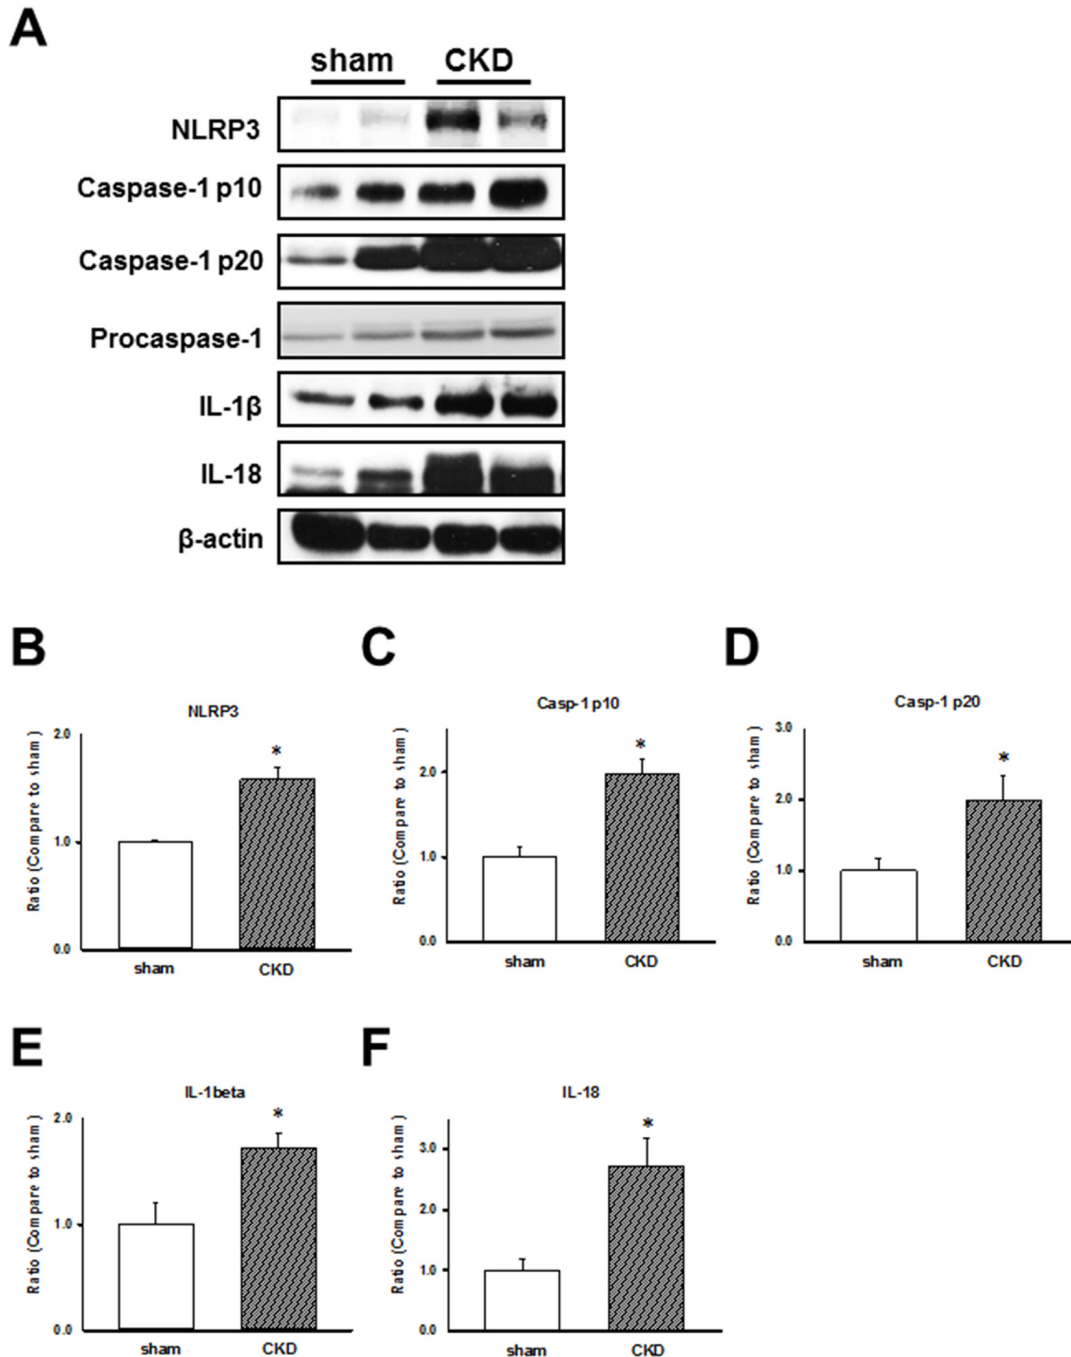 A
sham CKD
NLRP3
Caspase-1 p10
Caspase-1 p20
Procaspase-1
IL-1β
IL-18
β-actin
B
NLRP3
Ratio (Compare to sham)
2.0
1.0
0.0
*
sham CKD
C
Casp-1 p10
Ratio (Compare to sham)
2.0
1.0
0.0
*
sham CKD
D
Casp-1 p20
Ratio (Compare to sham)
3.0
2.0
1.0
0.0
*
sham CKD
E
IL-1beta
Ratio (Compare to sham)
2.0
1.0
0.0
*
sham CKD
F
IL-18
Ratio (Compare to sham)
3.0
2.0
1.0
0.0
*
sham CKD